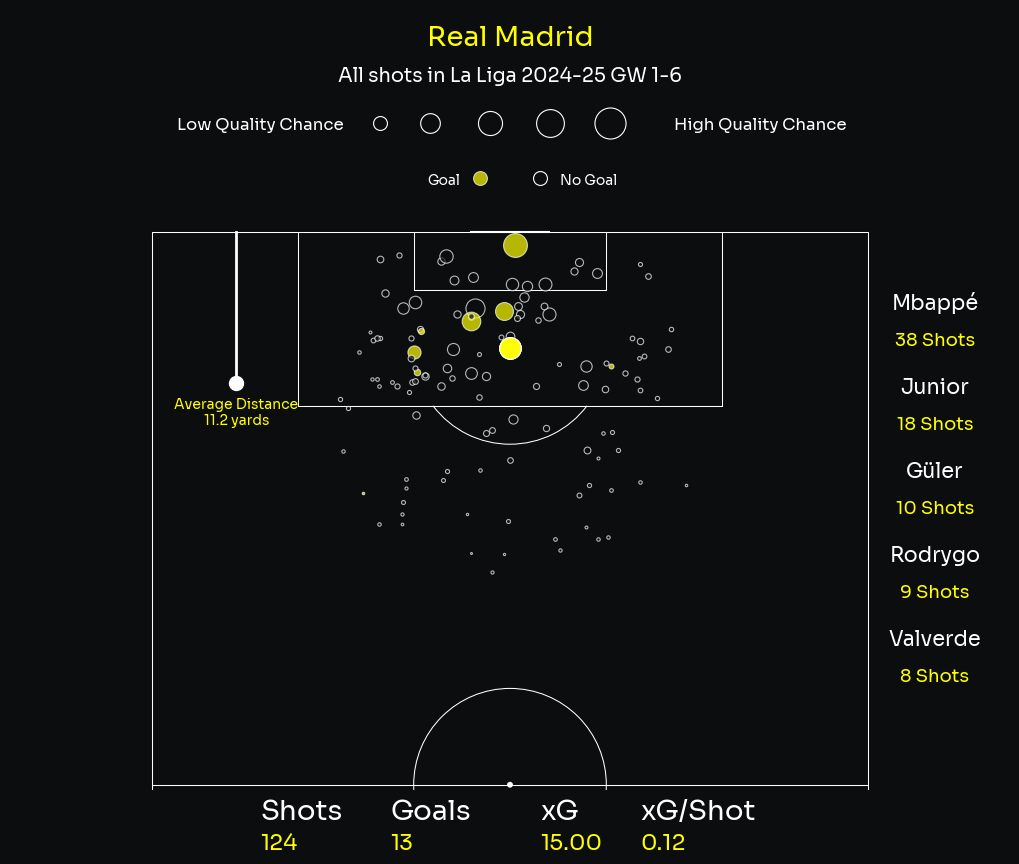 Real Madrid
All shots in La Liga 2024-25 GW 1-6
Low Quality Chance
High Quality Chance
Goal
No Goal
Average Distance
11.2 yards
Mbappé
38 Shots
Junior
18 Shots
Güler
10 Shots
Rodrygo
9 Shots
Valverde
8 Shots
Shots Goals xG xG/Shot
124 13 15.00 0.12